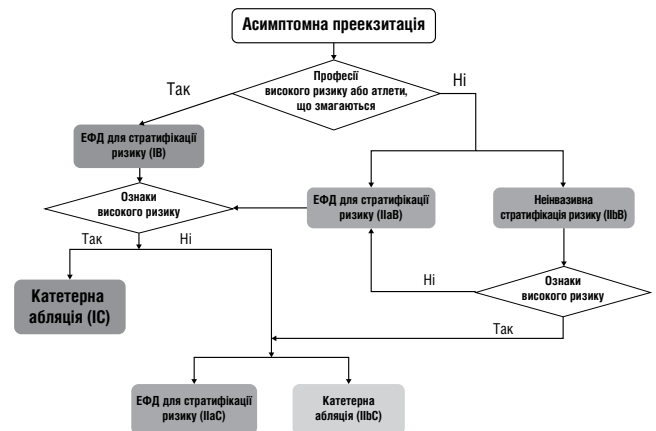 Асимптомна преекзитація
Професії
високого ризику або атлети,
що змагаються
Так
Ні
ЕФД для стратифікації
ризику (IB)
ЕФД для стратифікації
ризику (IIaB)
Неінвазивна
стратифікація ризику (IIbB)
Ознаки
високого ризику
Так
Ні
Ні
Ознаки
високого ризику
Катетерна
абляція (IC)
Так
ЕФД для стратифікації
ризику (IIaC)
Катетерна
абляція (IIbC)